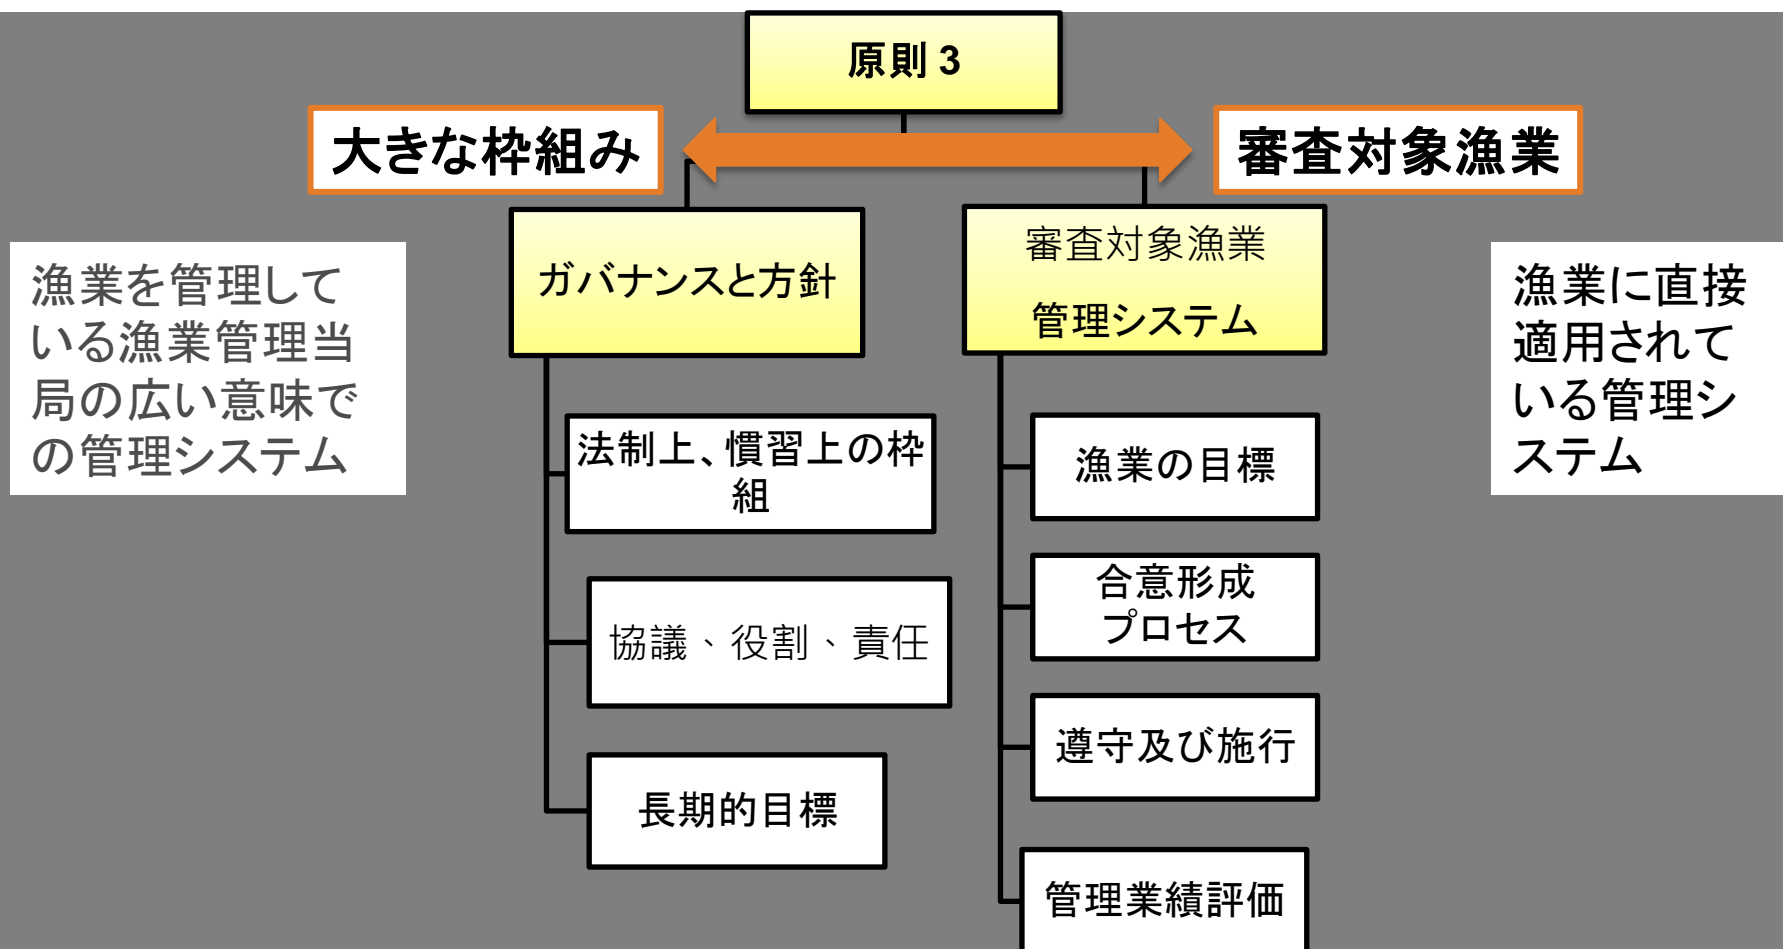 原則 3
大きな枠組み
審査対象漁業
漁業を管理して
いる漁業管理当
局の広い意味で
の管理システム
ガバナンスと方針
法制上、慣習上の枠
組
協議、役割、責任
長期的目標
審査対象漁業
管理システム
漁業の目標
合意形成
プロセス
遵守及び施行
管理業績評価
漁業に直接
適用されて
いる管理シ
ステム